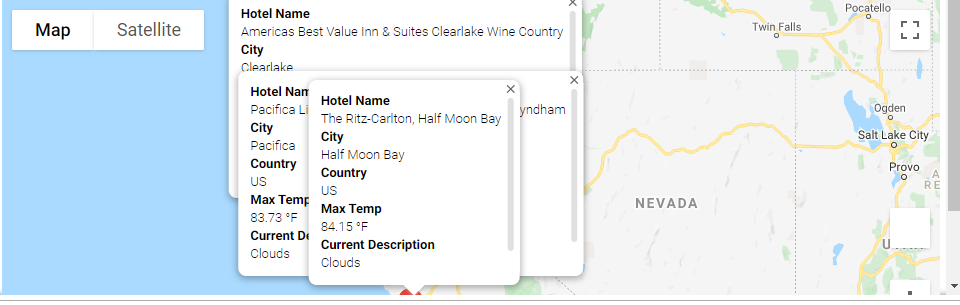 Map
Satellite
Hotel Name
Americas Best Value Inn & Suites Clearlake Wine Country
City
Clearlake
Hotel
Pacifica
yndham
City
Pacifica
Country
US
Max Temp
83.73 °F
Current
Clouds
Hotel Name
The Ritz-Carlton, Half Moon Bay
City
Half Moon Bay
Country
US
Max Temp
84.15 °F
Current Description
Clouds
Pocatello
Twin Falls
Ogden
Salt Lake City
Provo
NEVADA